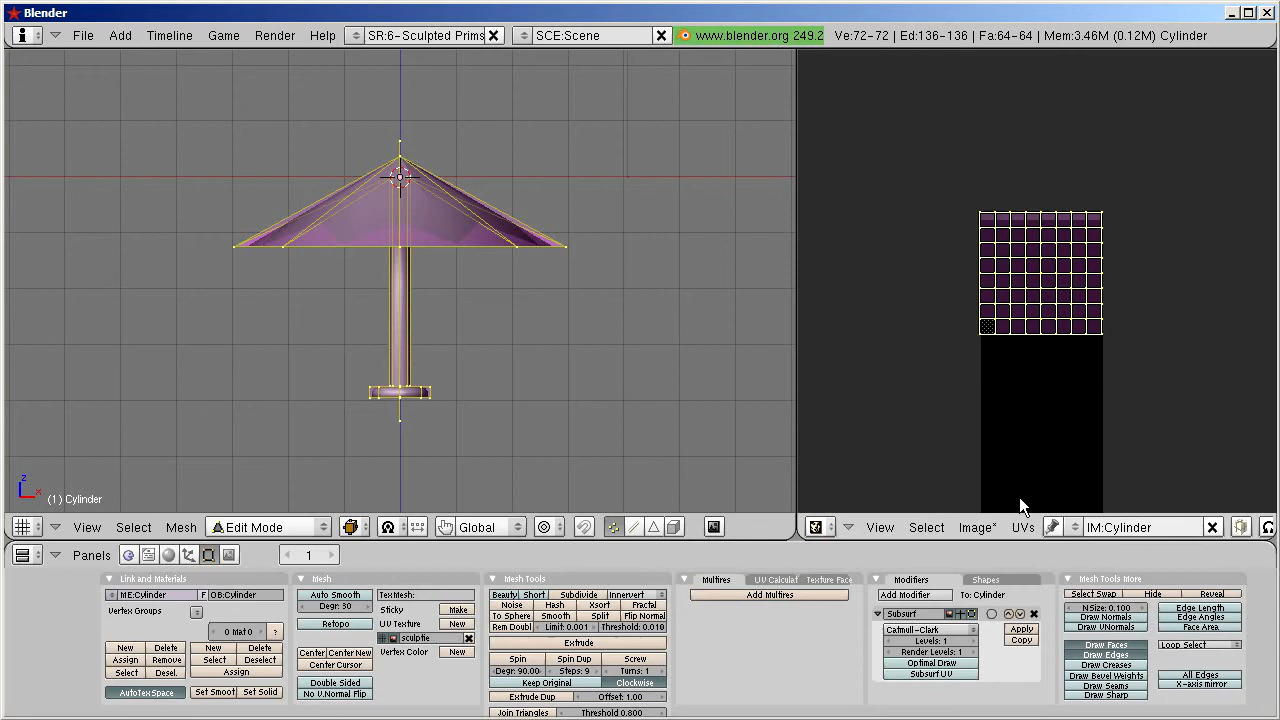 Blender
File Add Timeline Game Render Help SR:6-Sculpted Prims SCE:Scene www.blender.org 249.2 Ve:72-72 | Ed:136-136 | Fa:64-64 | Mem:3.46M (0.12M) Cylinder
z
x
(1) Cylinder
View Select Mesh Edit Mode Global
View Select Image* UVs IM:Cylinder
Panels 1
Link and Materials
ME:Cylinder F OB:Cylinder
Vertex Groups
0 Mat 0 ?
New Delete New Delete
Assign Remove Select Deselect
Select Desel. Assign
AutoTexSpace Set Smoot Set Solid
Mesh
Auto Smooth TexMesh:
Degr: 30 Sticky Make
Retopo UV Texture New
sculptie
Center Center New Vertex Color New
Center Cursor
Double Sided
No V.Normal Flip
Mesh Tools
Beauty Short Subdivide Innervert
Noise Hash Xsort Fractal
To Sphere Smooth Split Flip Normal
Rem Doubl Limit: 0.001 Threshold: 0.010
Extrude
Spin Spin Dup Screw
Degr: 90.00 Steps: 9 Turns: 1
Keep Original Clockwise
Extrude Dup Offset: 1.00
Join Triangles Threshold 0.800
Multires UV Calculat Texture Face
Add Multires
Modifiers Shapes
Add Modifier To: Cylinder
Subsurf
Catmull-Clark Apply
Levels: 1 Copy
Render Levels: 1
Optimal Draw
Subsurf UV
Mesh Tools More
Select Swap Hide Reveal
NSize: 0.100 Edge Length
Draw Normals Edge Angles
Draw VNormals Face Area
Draw Faces Loop Select
Draw Edges
Draw Creases
Draw Bevel Weights All Edges
Draw Seams X-axis mirror
Draw Sharp